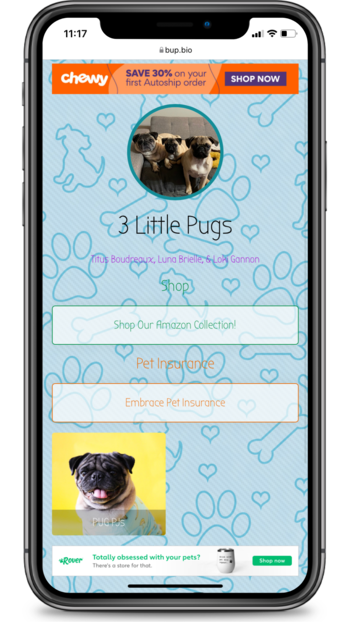 11:17
bup.bio
chewy
SAVE 30% on your
first Autoship order
SHOP NOW
3 Little Pugs
Titus Boudreaux, Luna Brielle, & Lofi Gannon
Shop
Shop Our Amazon Collection!
Pet Insurance
Embrace Pet Insurance
Rover
Totally obsessed with your pets?
There's a store for that.
Shop now